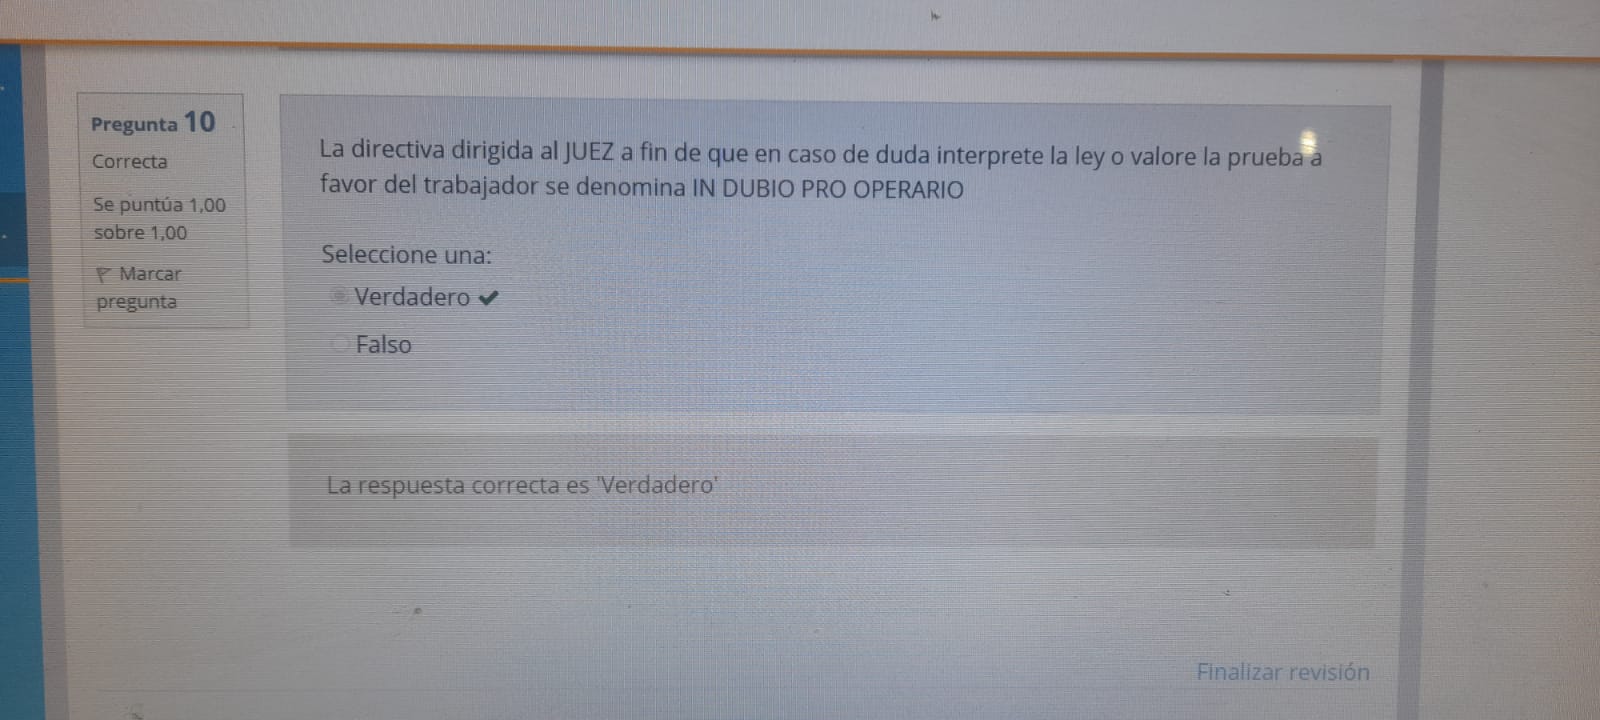 Pregunta 10
Correcta
Se puntúa 1,00
sobre 1,00
Marcar
pregunta
La directiva dirigida al JUEZ a fin de que en caso de duda interprete la ley o valore la prueba a
favor del trabajador se denomina IN DUBIO PRO OPERARIO
Seleccione una:
Verdadero
Falso
La respuesta correcta es 'Verdadero'
Finalizar revisión